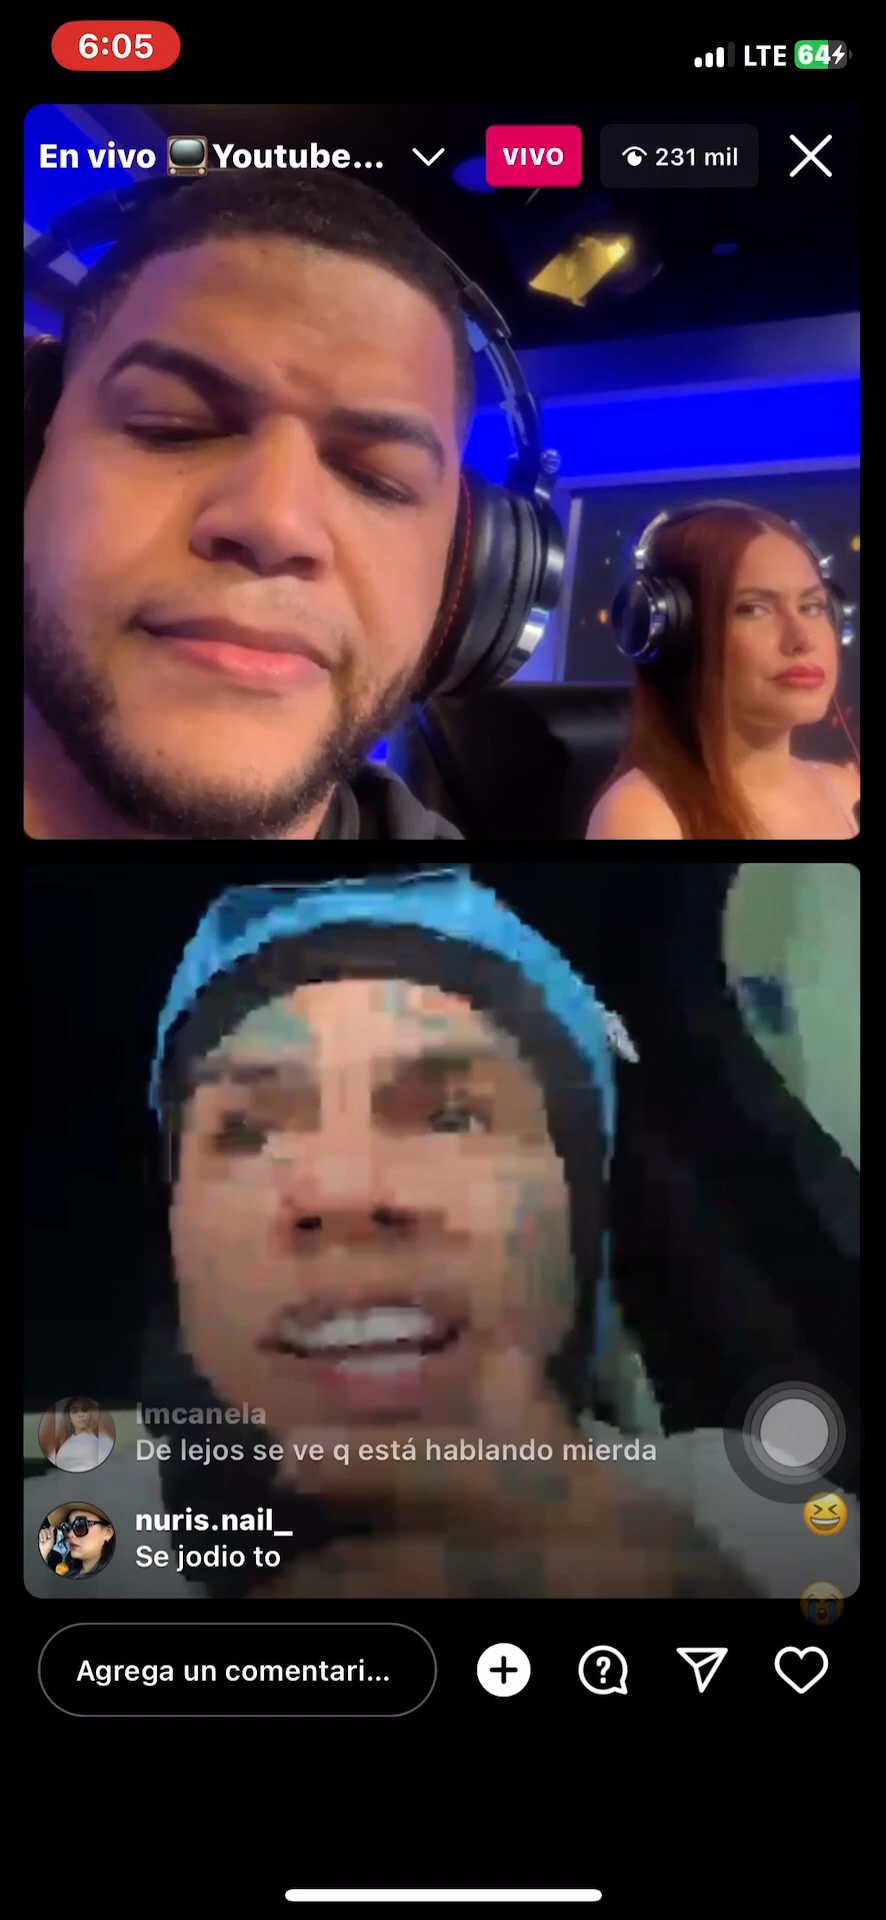 6:05
LTE 64
En vivo 📺Youtube...
VIVO
231 mil
lmcanela
De lejos se ve q está hablando mierda
nuris.nail_
Se jodio to
Agrega un comentari...